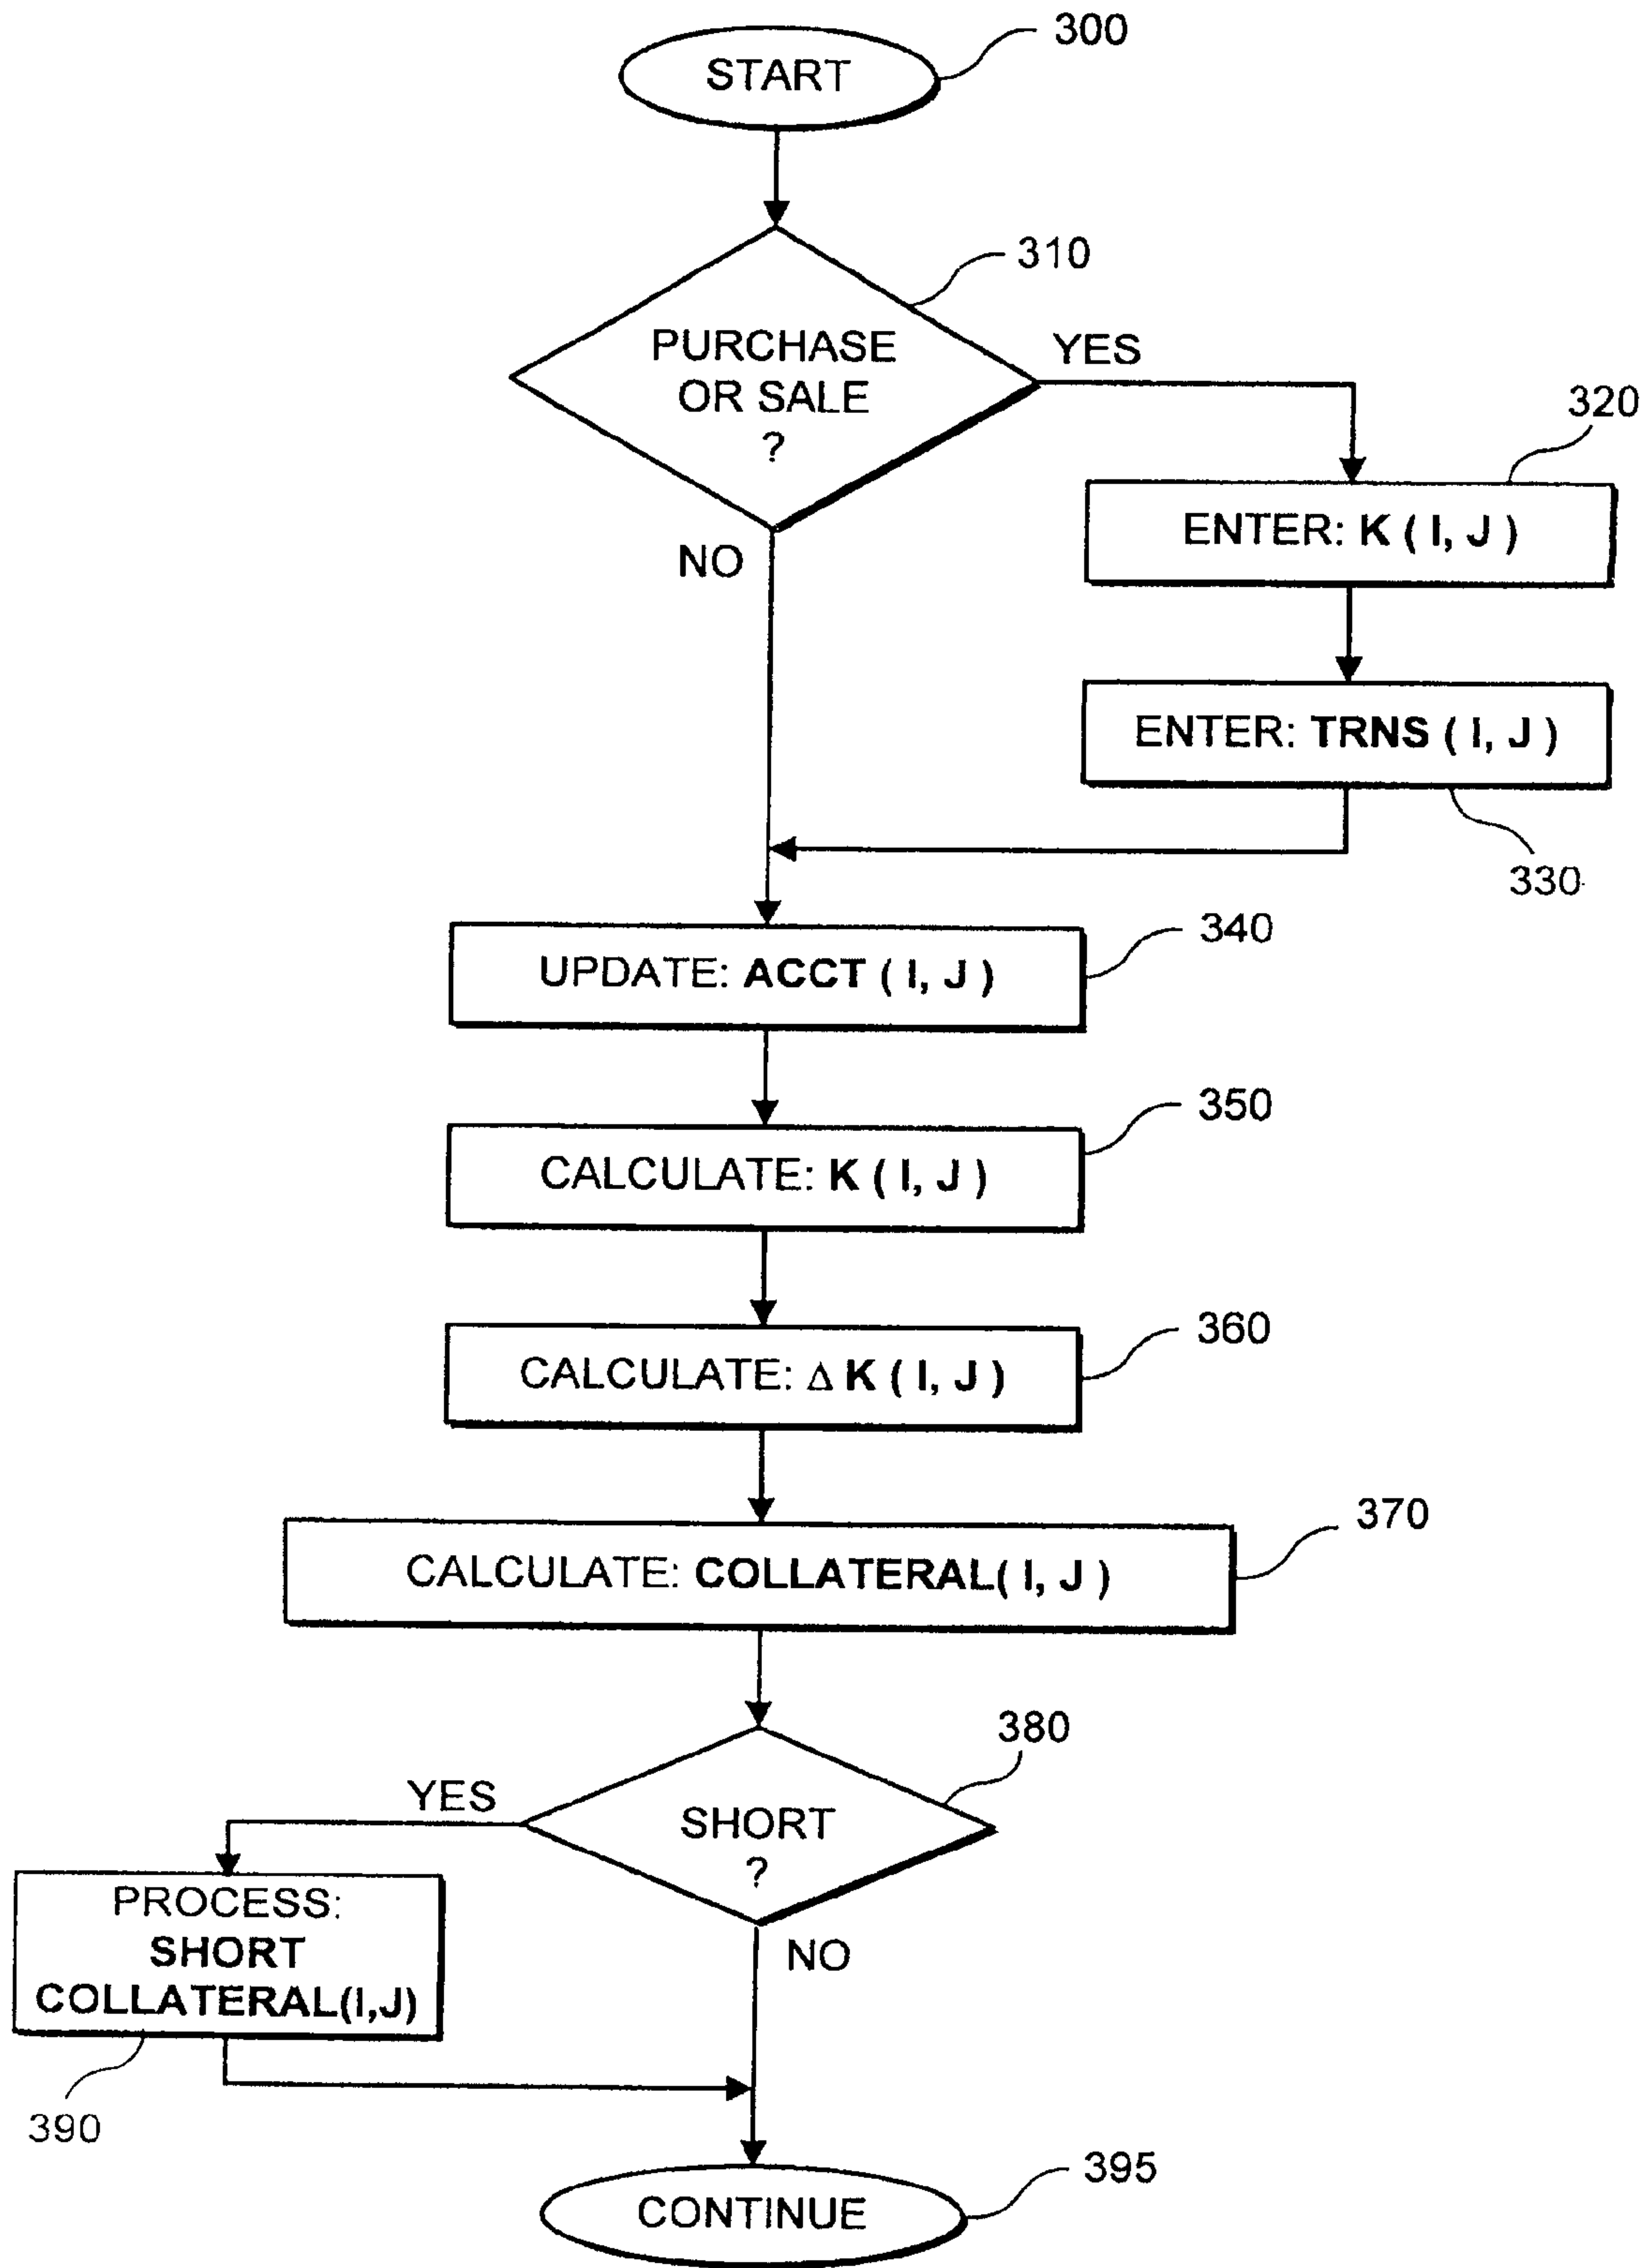 300
START
310
PURCHASE
OR SALE
?
YES
NO
320
ENTER: K ( I, J )
ENTER: TRNS ( I, J )
330
340
UPDATE: ACCT ( I, J )
350
CALCULATE: K ( I, J )
360
CALCULATE: Δ K ( I, J )
370
CALCULATE: COLLATERAL( I, J )
380
SHORT
?
YES
NO
PROCESS:
SHORT
COLLATERAL(I,J)
390
395
CONTINUE